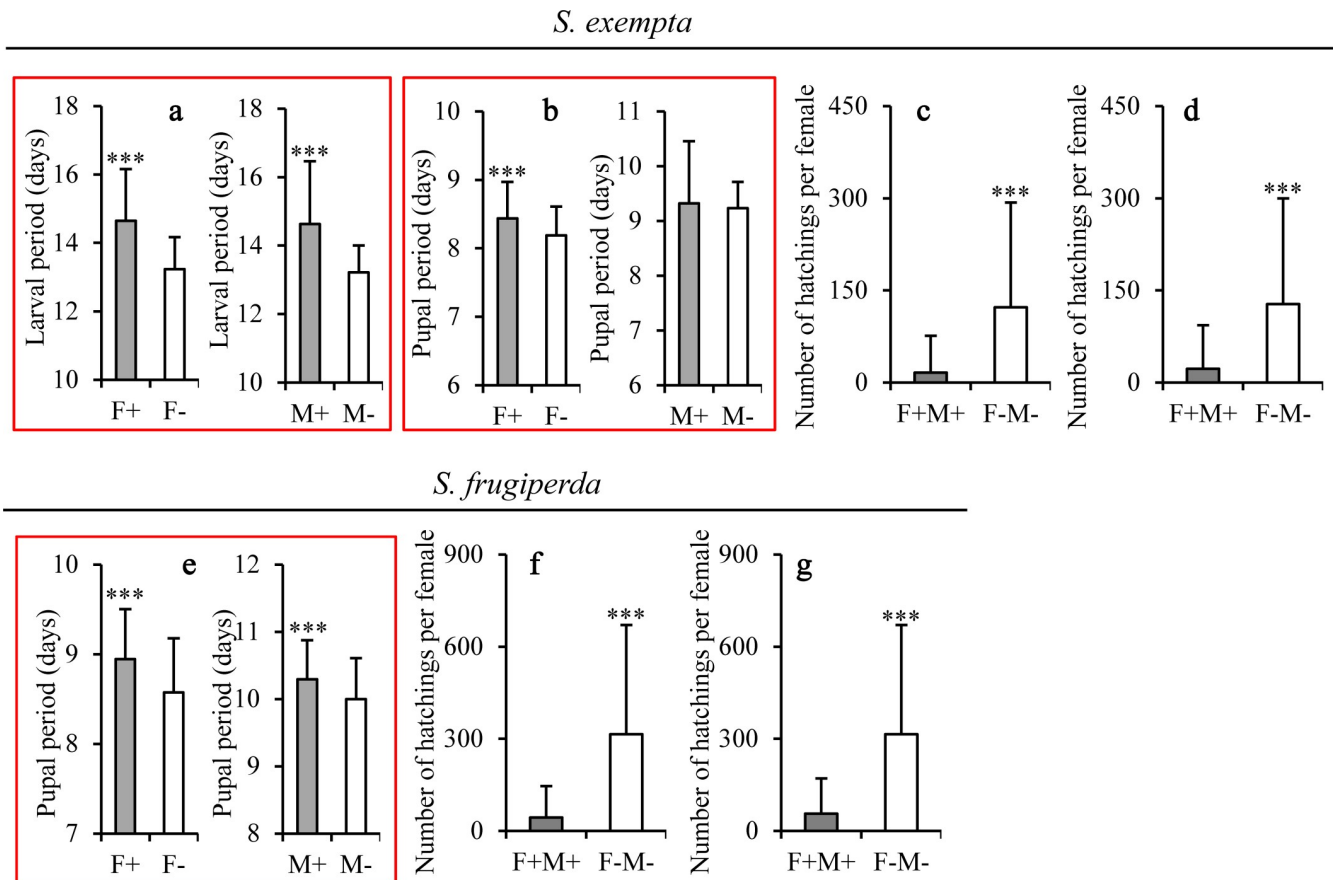 S. exempta
a
Larval period (days)
18
16
14
12
10
***
F+ F-
Larval period (days)
18
16
14
12
10
***
M+ M-
b
Pupal period (days)
10
9
8
7
6
***
F+ F-
Pupal period (days)
11
10
9
8
7
6
M+ M-
c
Number of hatchings per female
450
300
150
0
***
F+M+ F-M-
d
Number of hatchings per female
450
300
150
0
***
F+M+ F-M-
S. frugiperda
e
Pupal period (days)
10
9
8
7
***
F+ F-
Pupal period (days)
12
11
10
9
8
***
M+ M-
f
Number of hatchings per female
900
600
300
0
***
F+M+ F-M-
g
Number of hatchings per female
900
600
300
0
***
F+M+ F-M-